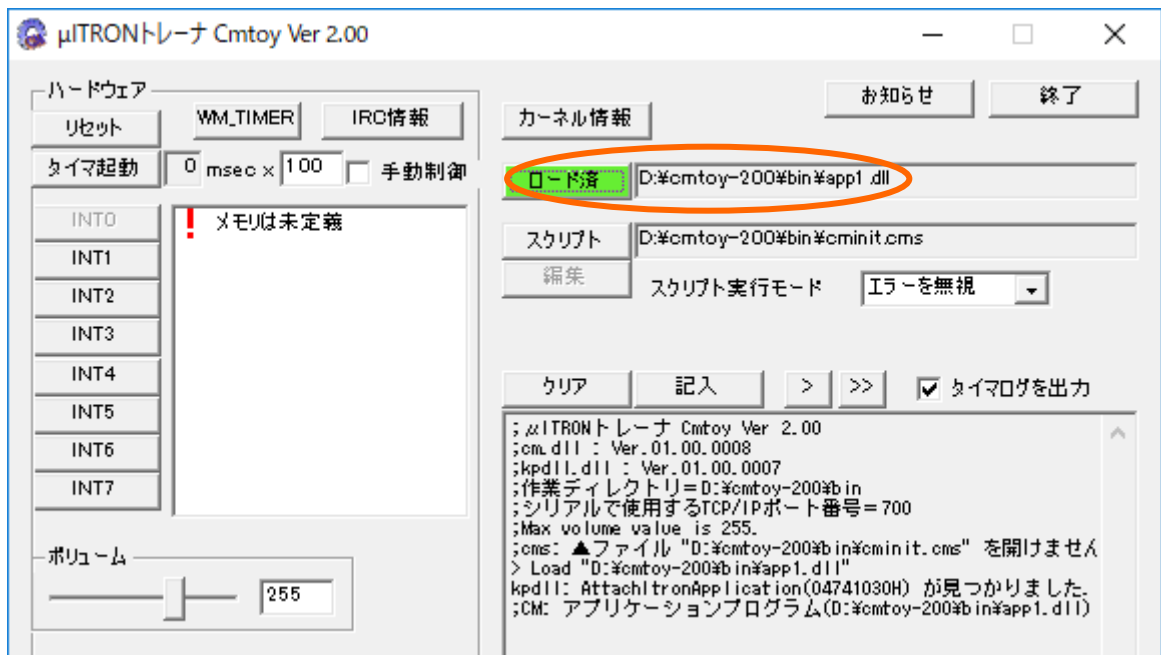 μITRONトレーナ Cmtoy Ver 2.00
ハードウェア
リセット
WM_TIMER
IRC情報
カーネル情報
お知らせ
終了
タイマ起動
0 msec x 100
手動制御
ロード済
D:¥cmtoy-200¥bin¥app1.dll
INT0
INT1
INT2
INT3
INT4
INT5
INT6
INT7
! メモリは未定義
スクリプト
D:¥cmtoy-200¥bin¥cminit.cms
編集
スクリプト実行モード
エラーを無視
クリア
記入
>
>>
タイマログを出力
;μITRONトレーナ Cmtoy Ver 2.00
;cm.dll : Ver.01.00.0008
;kpdll.dll : Ver.01.00.0007
;作業ディレクトリ=D:¥cmtoy-200¥bin
;シリアルで使用するTCP/IPポート番号=700
;Max volume value is 255.
;cms: ▲ファイル "D:¥cmtoy-200¥bin¥cminit.cms" を開けません
> Load "D:¥cmtoy-200¥bin¥app1.dll"
kpdll: AttachItronApplication(04741030H) が見つかりました.
;CM: アプリケーションプログラム(D:¥cmtoy-200¥bin¥app1.dll)
ボリューム
255